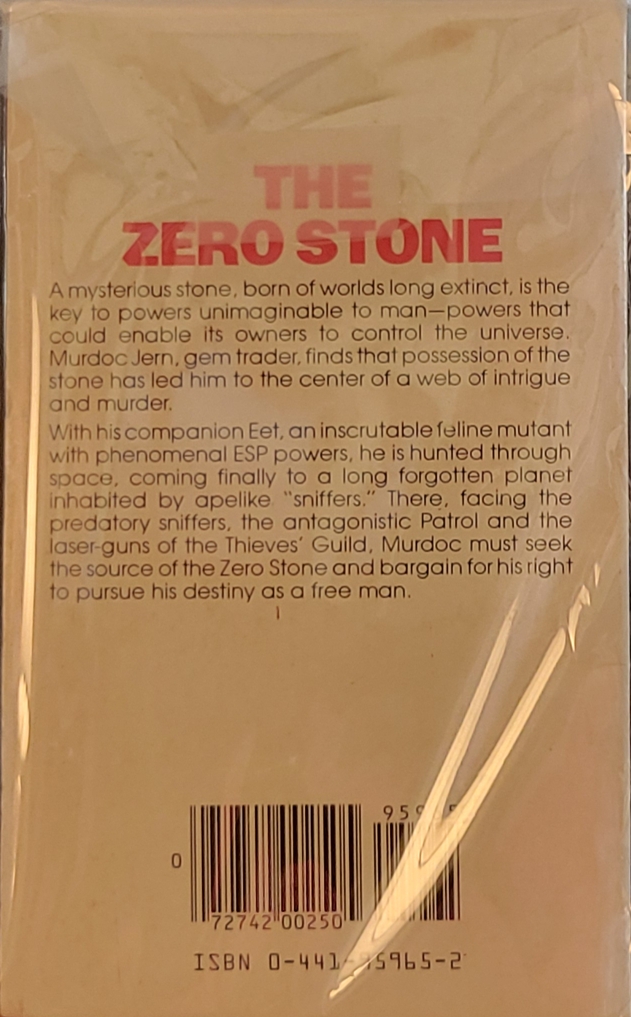 THE
ZERO STONE
A mysterious stone, born of worlds long extinct, is the
key to powers unimaginable to man—powers that
could enable its owners to control the universe.
Murdoc Jern, gem trader, finds that possession of the
stone has led him to the center of a web of intrigue
and murder.
With his companion Eet, an inscrutable feline mutant
with phenomenal ESP powers, he is hunted through
space, coming finally to a long forgotten planet
inhabited by apelike "sniffers." There, facing the
predatory sniffers, the antagonistic Patrol and the
laser-guns of the Thieves' Guild, Murdoc must seek
the source of the Zero Stone and bargain for his right
to pursue his destiny as a free man.
0
72742 00250
ISBN